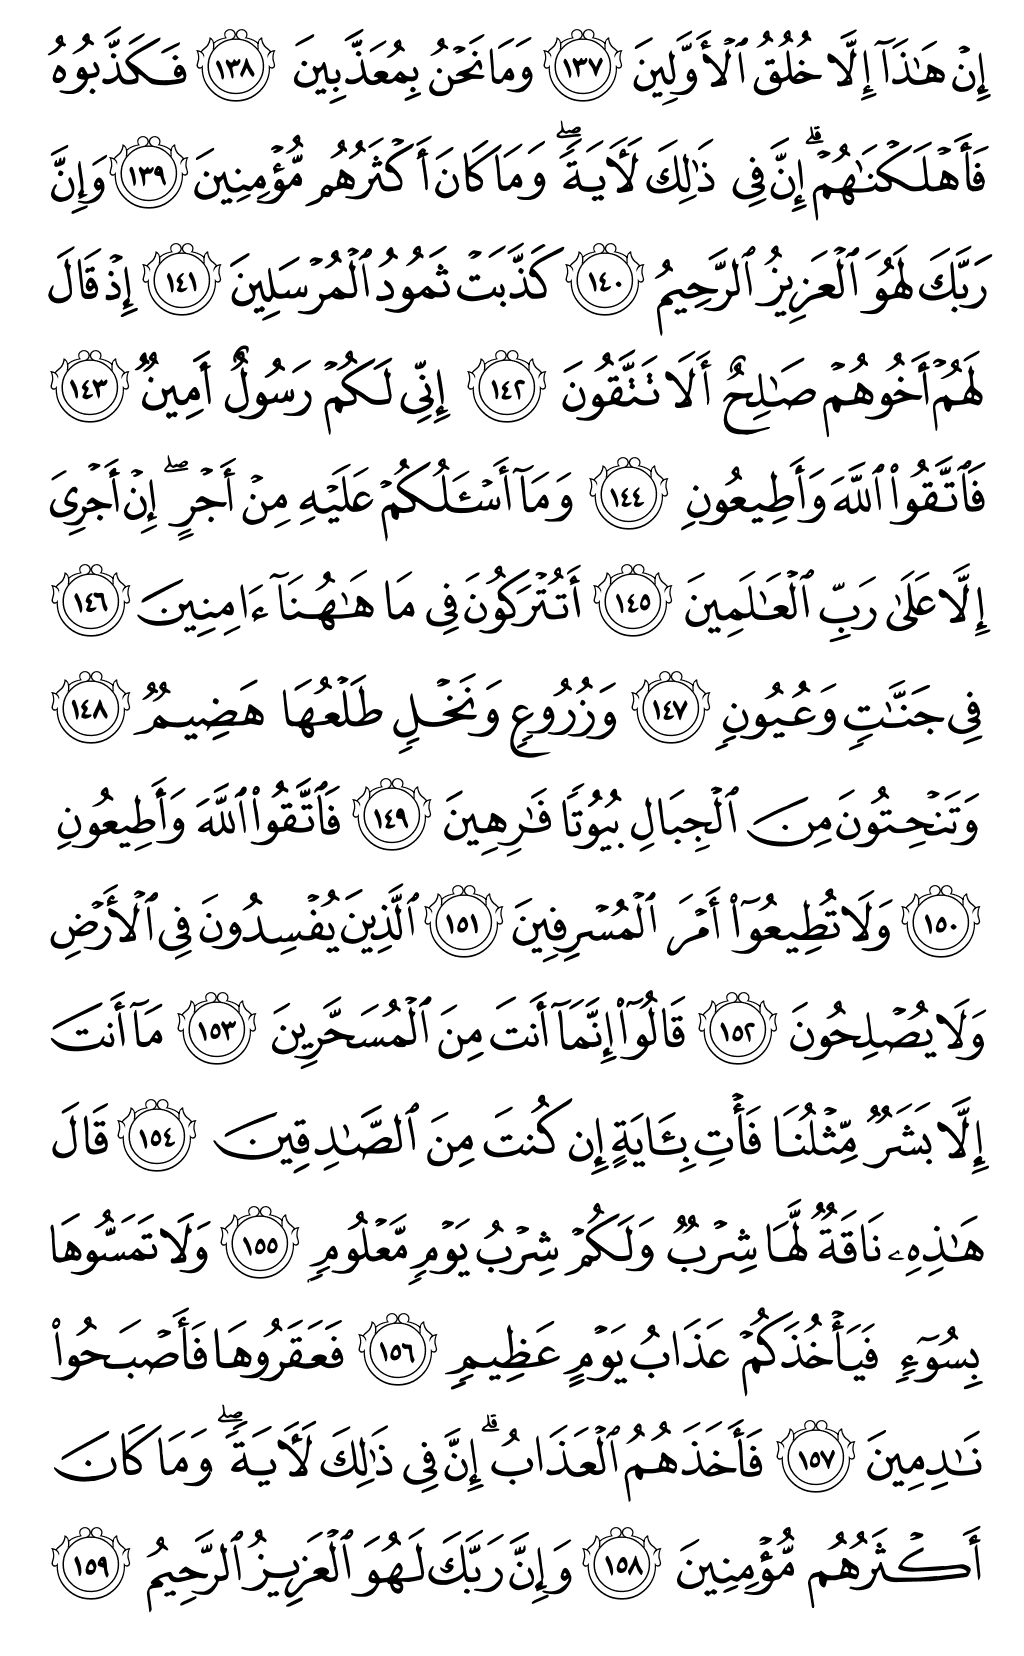 إِنۡ هَٰذَآ إِلَّا خُلُقُ ٱلۡأَوَّلِينَ ١٣٧ وَمَا نَحۡنُ بِمُعَذَّبِينَ ١٣٨ فَكَذَّبُوهُ
فَأَهۡلَكۡنَٰهُمۡۚ إِنَّ فِي ذَٰلِكَ لَأٓيَةٗۖ وَمَا كَانَ أَكۡثَرُهُم مُّؤۡمِنِينَ ١٣٩ وَإِنَّ
رَبَّكَ لَهُوَ ٱلۡعَزِيزُ ٱلرَّحِيمُ ١٤٠ كَذَّبَتۡ ثَمُودُ ٱلۡمُرۡسَلِينَ ١٤١ إِذۡ قَالَ
لَهُمۡ أَخُوهُمۡ صَٰلِحٌ أَلَا تَتَّقُونَ ١٤٢ إِنِّي لَكُمۡ رَسُولٌ أَمِينٞ ١٤٣
فَٱتَّقُواْ ٱللَّهَ وَأَطِيعُونِ ١٤٤ وَمَآ أَسۡـَٔلُكُمۡ عَلَيۡهِ مِنۡ أَجۡرٍۖ إِنۡ أَجۡرِيَ
إِلَّا عَلَىٰ رَبِّ ٱلۡعَٰلَمِينَ ١٤٥ أَتُتۡرَكُونَ فِي مَا هَٰهُنَآ ءَامِنِينَ ١٤٦
فِي جَنَّٰتٖ وَعُيُونٖ ١٤٧ وَزُرُوعٖ وَنَخۡلٖ طَلۡعُهَا هَضِيمٞ ١٤٨
وَتَنۡحِتُونَ مِنَ ٱلۡجِبَالِ بُيُوتٗا فَٰرِهِينَ ١٤٩ فَٱتَّقُواْ ٱللَّهَ وَأَطِيعُونِ
١٥٠ وَلَا تُطِيعُوٓاْ أَمۡرَ ٱلۡمُسۡرِفِينَ ١٥١ ٱلَّذِينَ يُفۡسِدُونَ فِي ٱلۡأَرۡضِ
وَلَا يُصۡلِحُونَ ١٥٢ قَالُوٓاْ إِنَّمَآ أَنتَ مِنَ ٱلۡمُسَحَّرِينَ ١٥٣ مَآ أَنتَ
إِلَّا بَشَرٞ مِّثۡلُنَا فَأۡتِ بِـَٔايَةٍ إِن كُنتَ مِنَ ٱلصَّٰدِقِينَ ١٥٤ قَالَ
هَٰذِهِۦ نَاقَةٞ لَّهَا شِرۡبٞ وَلَكُمۡ شِرۡبُ يَوۡمٖ مَّعۡلُومٖ ١٥٥ وَلَا تَمَسُّوهَا
بِسُوٓءٖ فَيَأۡخُذَكُمۡ عَذَابُ يَوۡمٍ عَظِيمٖ ١٥٦ فَعَقَرُوهَا فَأَصۡبَحُواْ
نَٰدِمِينَ ١٥٧ فَأَخَذَهُمُ ٱلۡعَذَابُۚ إِنَّ فِي ذَٰلِكَ لَأٓيَةٗۖ وَمَا كَانَ
أَكۡثَرُهُم مُّؤۡمِنِينَ ١٥٨ وَإِنَّ رَبَّكَ لَهُوَ ٱلۡعَزِيزُ ٱلرَّحِيمُ ١٥٩